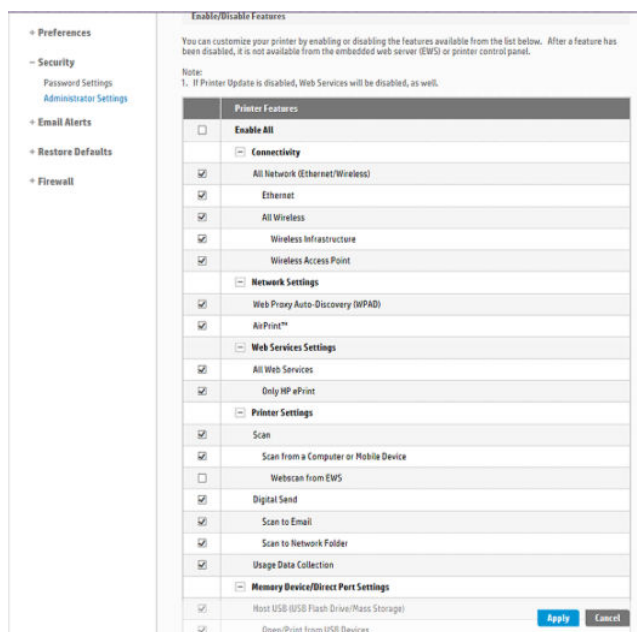 Enable/Disable Features
+ Preferences
You can customize your printer by enabling or disabling the features available from the list below. After a feature has
been disabled, it is not available from the embedded web server (EWS) or printer control panel.
− Security
Password Settings
Administrator Settings
Note:
1. If Printer Update is disabled, Web Services will be disabled, as well.
+ Email Alerts
+ Restore Defaults
+ Firewall
Printer Features
Enable All
Connectivity
All Network (Ethernet/Wireless)
Ethernet
All Wireless
Wireless Infrastructure
Wireless Access Point
Network Settings
Web Proxy Auto-Discovery (WPAD)
AirPrint™
Web Services Settings
All Web Services
Only HP ePrint
Printer Settings
Scan
Scan from a Computer or Mobile Device
Webscan from EWS
Digital Send
Scan to Email
Scan to Network Folder
Usage Data Collection
Memory Device/Direct Port Settings
Host USB (USB Flash Drive/Mass Storage)
Open/Print from USB Devices
Apply
Cancel